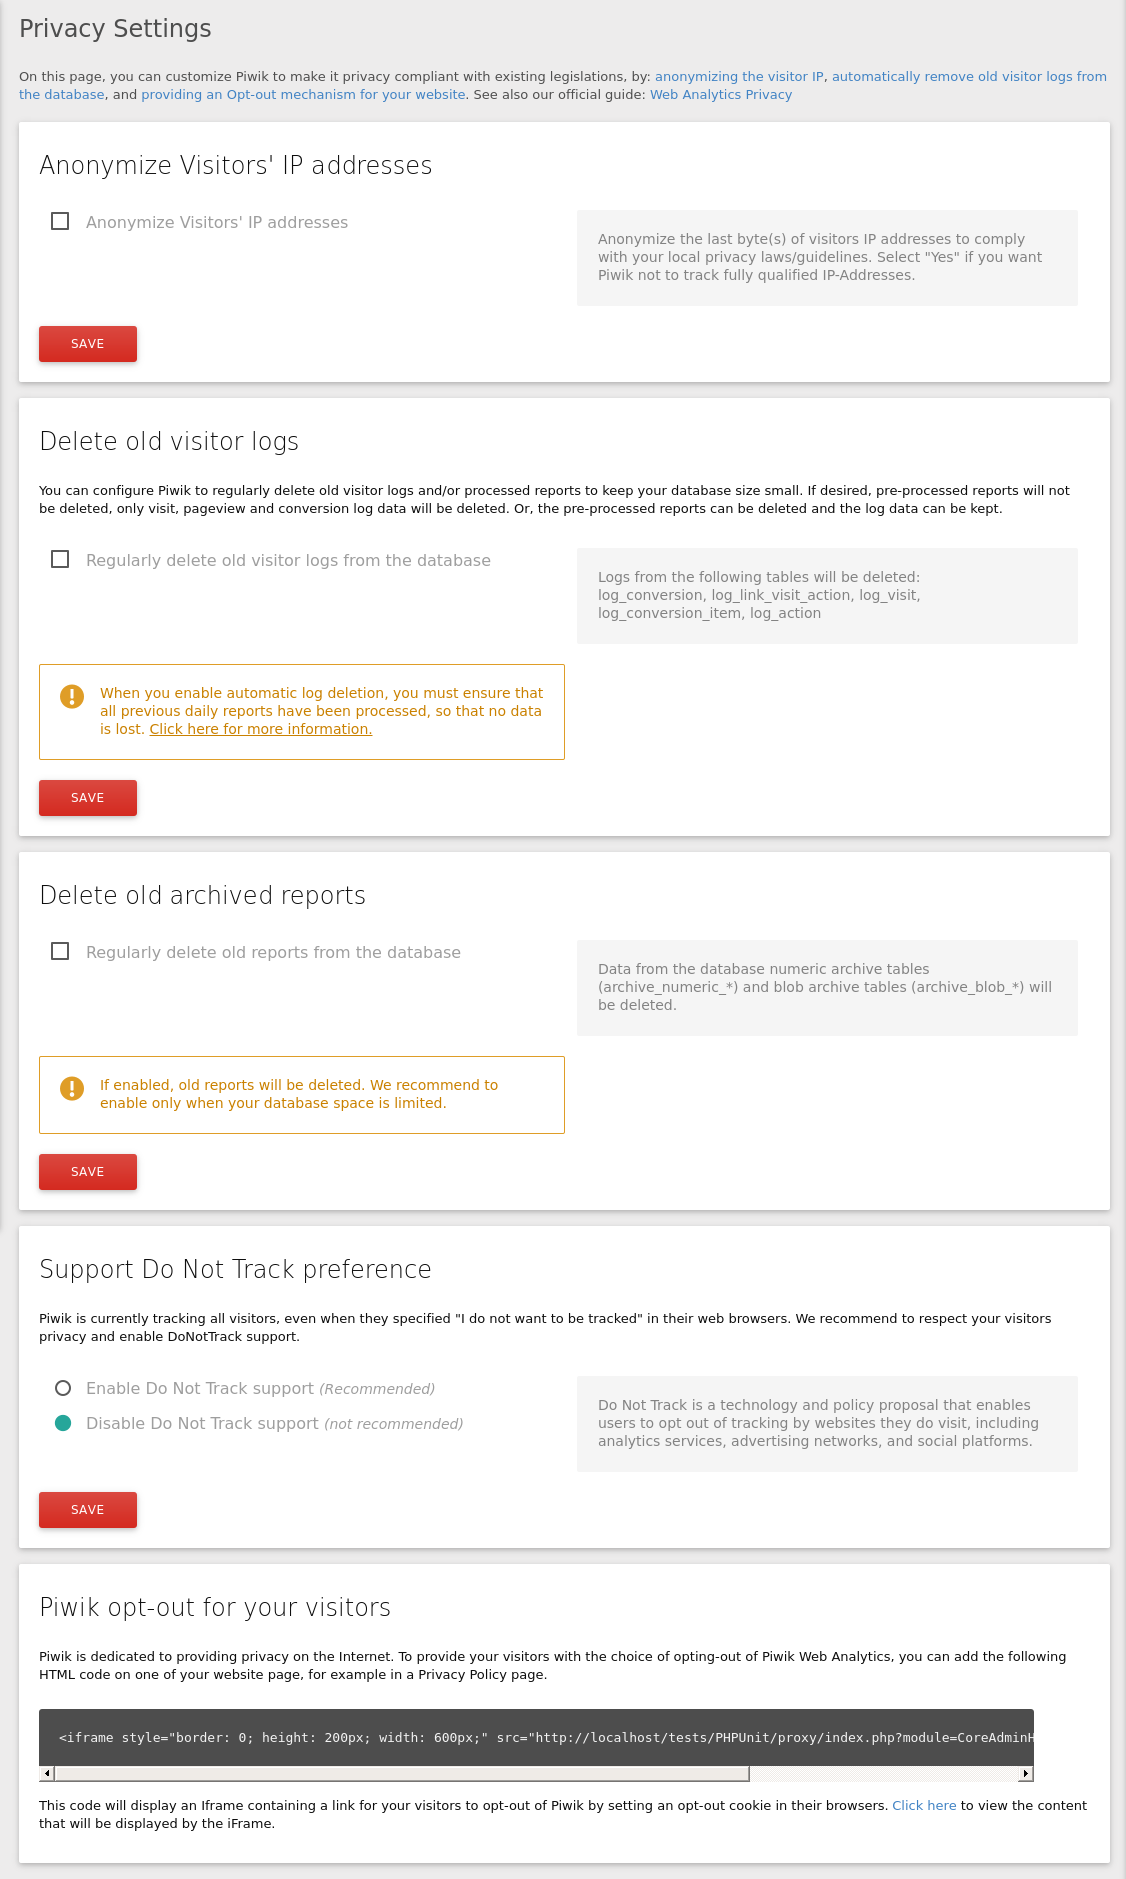 Privacy Settings
On this page, you can customize Piwik to make it privacy compliant with existing legislations, by: anonymizing the visitor IP, automatically remove old visitor logs from
the database, and providing an Opt-out mechanism for your website. See also our official guide: Web Analytics Privacy
Anonymize Visitors' IP addresses
Anonymize Visitors' IP addresses
Anonymize the last byte(s) of visitors IP addresses to comply
with your local privacy laws/guidelines. Select "Yes" if you want
Piwik not to track fully qualified IP-Addresses.
SAVE
Delete old visitor logs
You can configure Piwik to regularly delete old visitor logs and/or processed reports to keep your database size small. If desired, pre-processed reports will not
be deleted, only visit, pageview and conversion log data will be deleted. Or, the pre-processed reports can be deleted and the log data can be kept.
Regularly delete old visitor logs from the database
Logs from the following tables will be deleted:
log_conversion, log_link_visit_action, log_visit,
log_conversion_item, log_action
When you enable automatic log deletion, you must ensure that
all previous daily reports have been processed, so that no data
is lost. Click here for more information.
SAVE
Delete old archived reports
Regularly delete old reports from the database
Data from the database numeric archive tables
(archive_numeric_*) and blob archive tables (archive_blob_*) will
be deleted.
If enabled, old reports will be deleted. We recommend to
enable only when your database space is limited.
SAVE
Support Do Not Track preference
Piwik is currently tracking all visitors, even when they specified "I do not want to be tracked" in their web browsers. We recommend to respect your visitors
privacy and enable DoNotTrack support.
Enable Do Not Track support (Recommended)
Disable Do Not Track support (not recommended)
Do Not Track is a technology and policy proposal that enables
users to opt out of tracking by websites they do visit, including
analytics services, advertising networks, and social platforms.
SAVE
Piwik opt-out for your visitors
Piwik is dedicated to providing privacy on the Internet. To provide your visitors with the choice of opting-out of Piwik Web Analytics, you can add the following
HTML code on one of your website page, for example in a Privacy Policy page.
<iframe style="border: 0; height: 200px; width: 600px;" src="http://localhost/tests/PHPUnit/proxy/index.php?module=CoreAdminH
This code will display an Iframe containing a link for your visitors to opt-out of Piwik by setting an opt-out cookie in their browsers. Click here to view the content
that will be displayed by the iFrame.